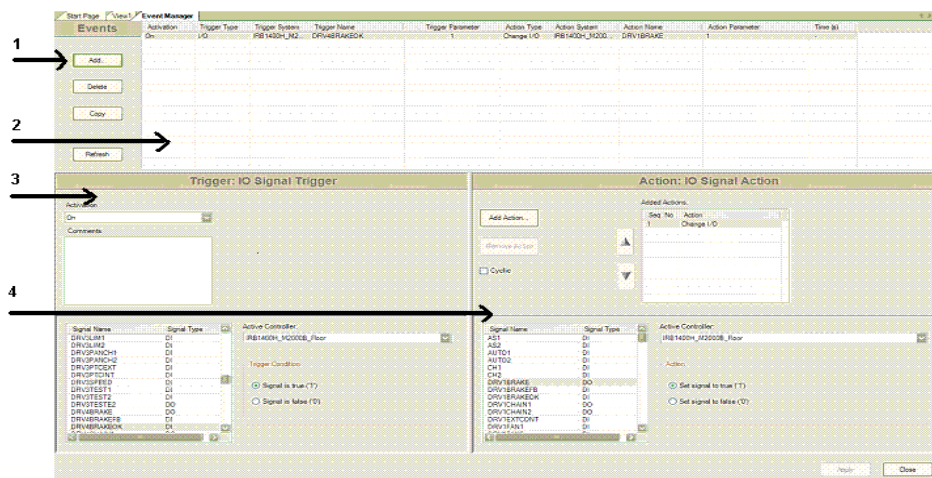 Start Page View1 Event Manager
Events
Activation Trigger Type Trigger System Trigger Name Trigger Parameter Action Type Action System Action Name Action Parameter Time (s)
On I/O IRB1400H_M2... DRV4BRAKEOK 1 Change I/O IRB1400H_M200... DRV1BRAKE 1 -
1
Add..
Delete
Copy
2
Refresh
3
Trigger: IO Signal Trigger
Activation
On
Comments
Action: IO Signal Action
Add Action...
Remove Action
Cyclic
Added Actions:
Seq. No Action
1 Change I/O
4
Signal Name Signal Type
DRV3LIM1 DI
DRV3LIM2 DI
DRV3PANCH1 DI
DRV3PANCH2 DI
DRV3PTCEXT DI
DRV3PTCINT DI
DRV3SPEED DI
DRV3TEST1 DI
DRV3TEST2 DI
DRV3TESTE2 DO
DRV4BRAKE DO
DRV4BRAKEFB DI
DRV4BRAKEOK DI
Active Controller:
IRB1400H_M2000B_Floor
Trigger Condition
Signal is true ('1')
Signal is false ('0')
Signal Name Signal Type
AS1 DI
AS2 DI
AUTO1 DI
AUTO2 DI
CH1 DI
CH2 DI
DRV1BRAKE DO
DRV1BRAKEFB DI
DRV1BRAKEOK DI
DRV1CHAIN1 DO
DRV1CHAIN2 DO
DRV1EXTCONT DI
DRV1FAN1 DI
Active Controller:
IRB1400H_M2000B_Floor
Action
Set signal to true ('1')
Set signal to false ('0')
Apply
Close